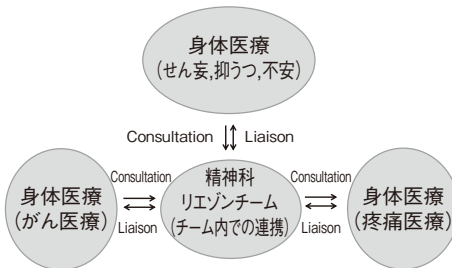 身体医療
(せん妄,抑うつ,不安)
Consultation
Liaison
身体医療
(がん医療)
Consultation
Liaison
精神科
リエゾンチーム
(チーム内での連携)
Consultation
Liaison
身体医療
(疼痛医療)